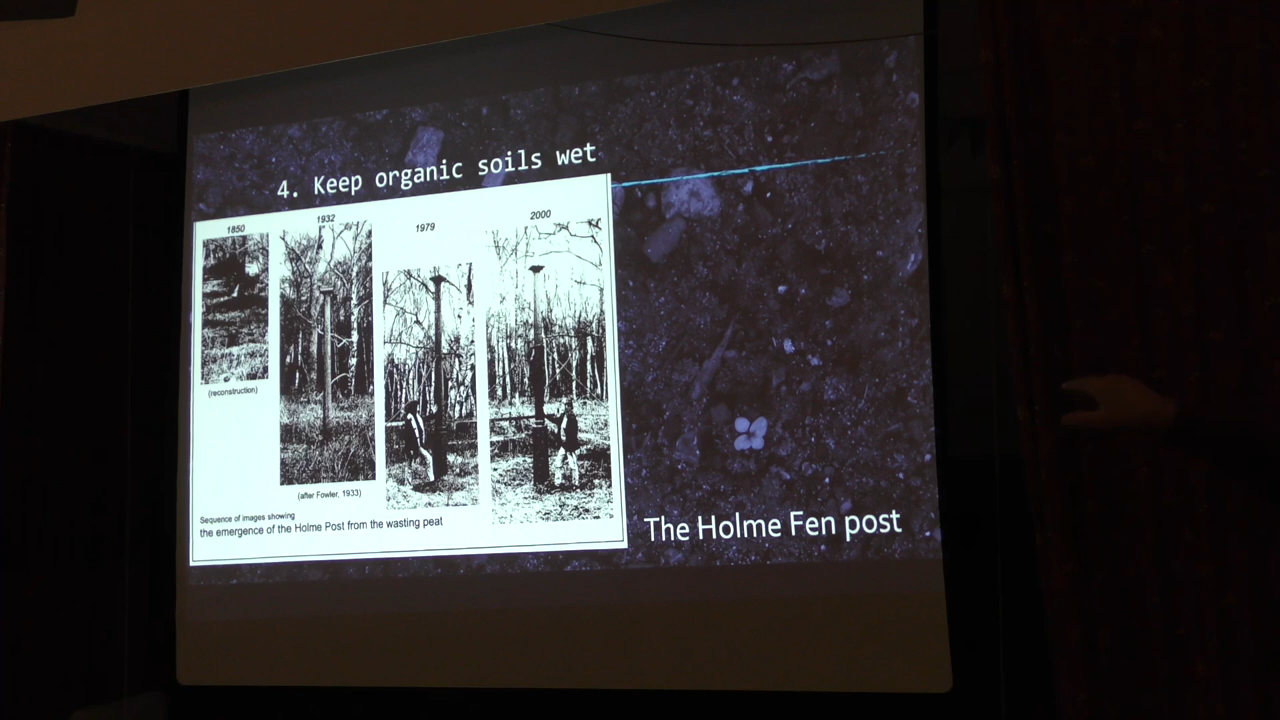 4. Keep organic soils wet
1850
1932
1979
2000
(reconstruction)
(after Fowler, 1933)
Sequence of images showing
the emergence of the Holme Post from the wasting peat
The Holme Fen post